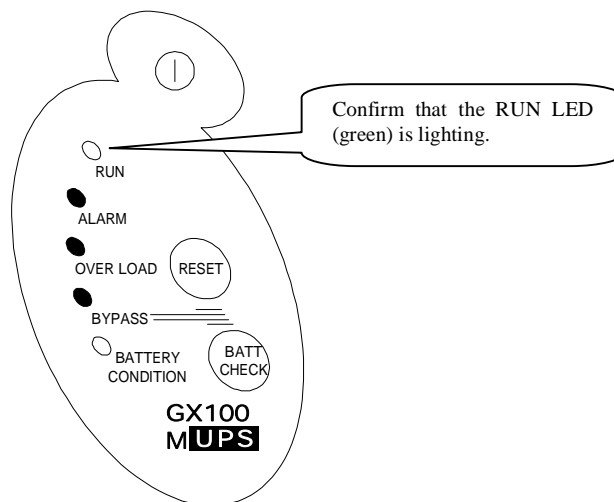 Confirm that the RUN LED
(green) is lighting.
RUN
ALARM
OVER LOAD
RESET
BYPASS
BATTERY
CONDITION
BATT
CHECK
GX100
M UPS